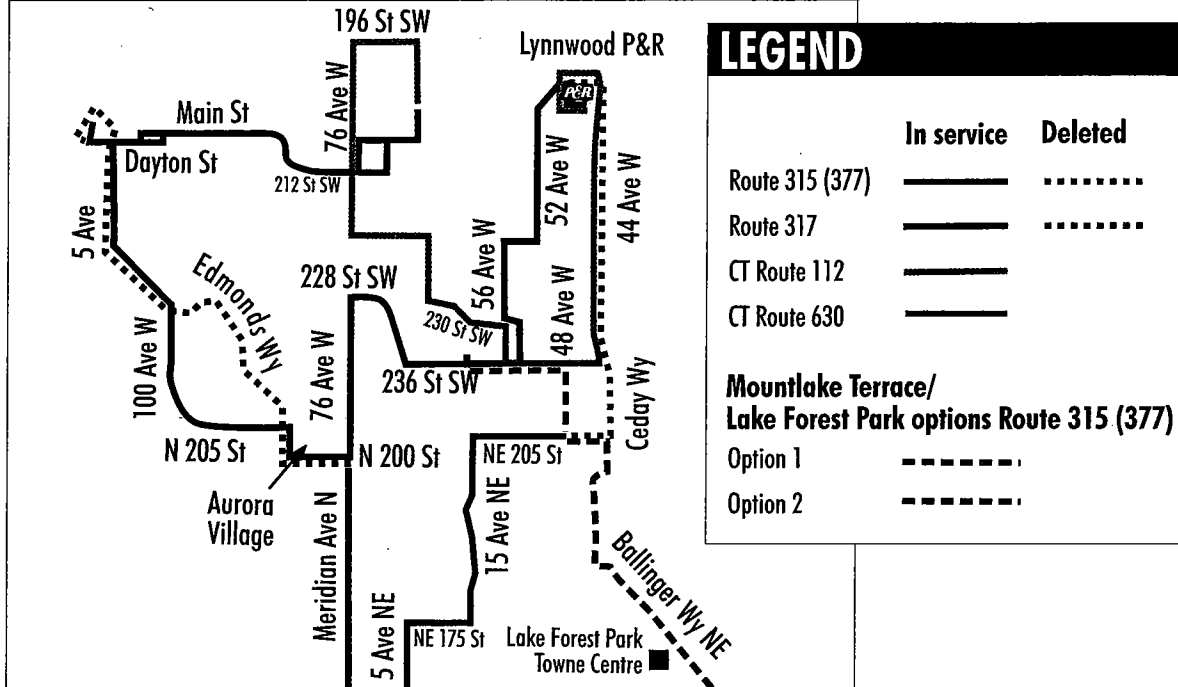 196 St SW
Lynnwood P&R
P&R
76 Ave W
Main St
Dayton St
212 St SW
52 Ave W
44 Ave W
5 Ave
Edmonds Wy
228 St SW
56 Ave W
230 St SW
48 Ave W
100 Ave W
76 Ave W
236 St SW
Ceday Wy
N 205 St
N 200 St
NE 205 St
Aurora
Village
Meridian Ave N
15 Ave NE
Ballinger Wy NE
5 Ave NE
NE 175 St
Lake Forest Park
Towne Centre
LEGEND
In service Deleted
Route 315 (377)
Route 317
CT Route 112
CT Route 630
Mountlake Terrace/
Lake Forest Park options Route 315 (377)
Option 1
Option 2